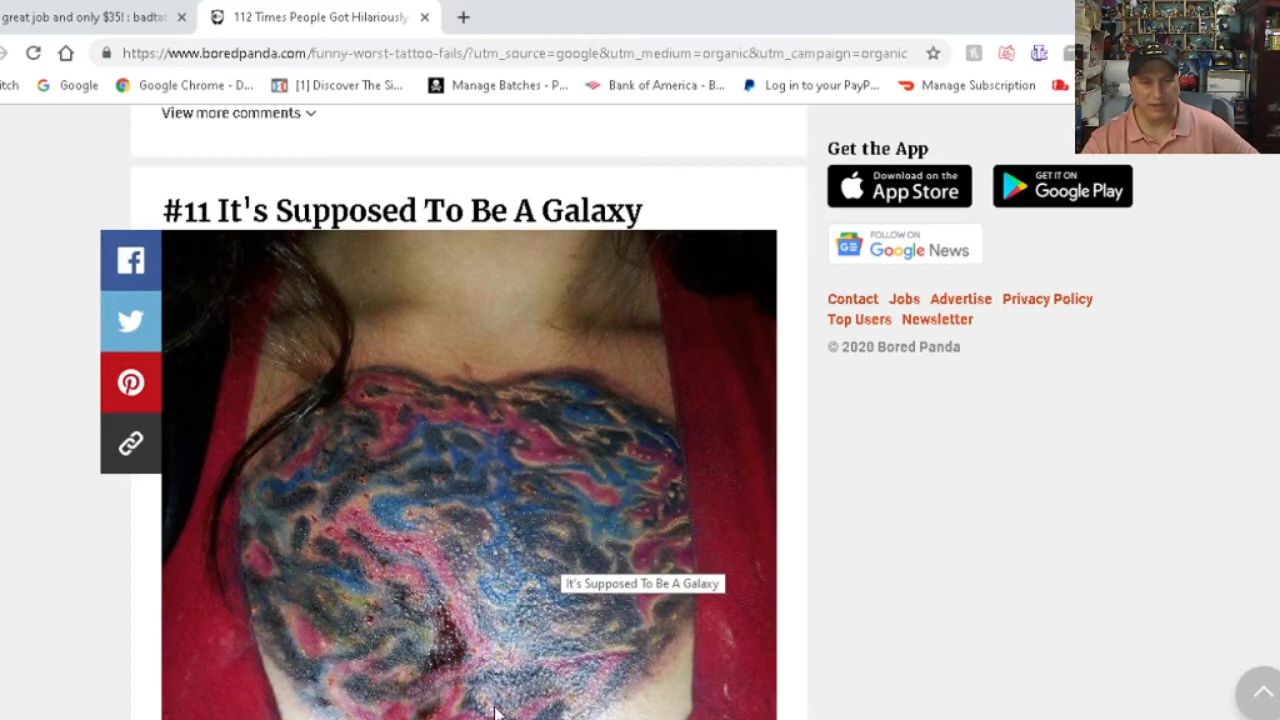 great job and only $35! : badtat
112 Times People Got Hilariously
https://www.boredpanda.com/funny-worst-tattoo-fails/?utm_source=google&utm_medium=organic&utm_campaign=organic
itch
Google
Google Chrome - D...
[1] Discover The Si...
Manage Batches - P...
Bank of America - B...
Log in to your PayP...
Manage Subscription
View more comments
#11 It's Supposed To Be A Galaxy
It's Supposed To Be A Galaxy
Get the App
Download on the
App Store
GET IT ON
Google Play
FOLLOW ON
Google News
Contact Jobs Advertise Privacy Policy
Top Users Newsletter
© 2020 Bored Panda